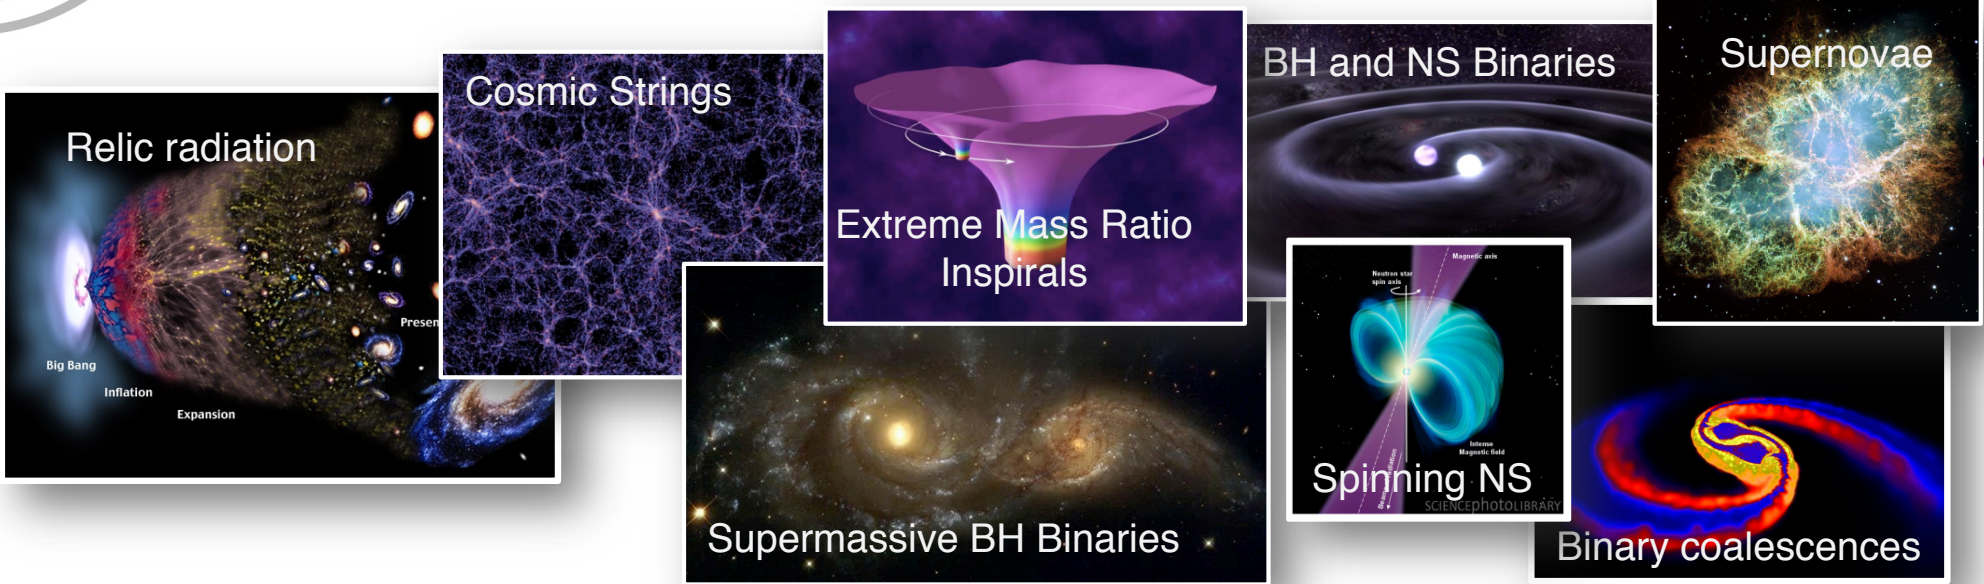 Relic radiation
Big Bang
Inflation
Expansion
Presen
Cosmic Strings
Extreme Mass Ratio
Inspirals
Supermassive BH Binaries
BH and NS Binaries
Magnetic axis
Neutron star
spin axis
Intense
Magnetic field
Spinning NS
SCIENCEPHOTOLIBRARY
Supernovae
Binary coalescences